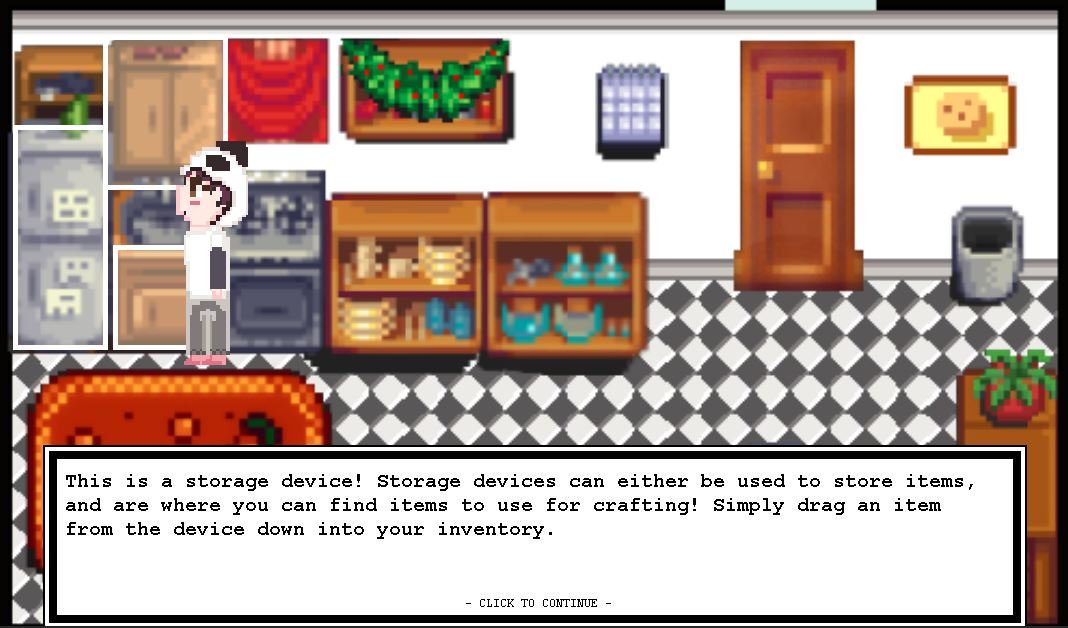 This is a storage device! Storage devices can either be used to store items,
and are where you can find items to use for crafting! Simply drag an item
from the device down into your inventory.
- CLICK TO CONTINUE -